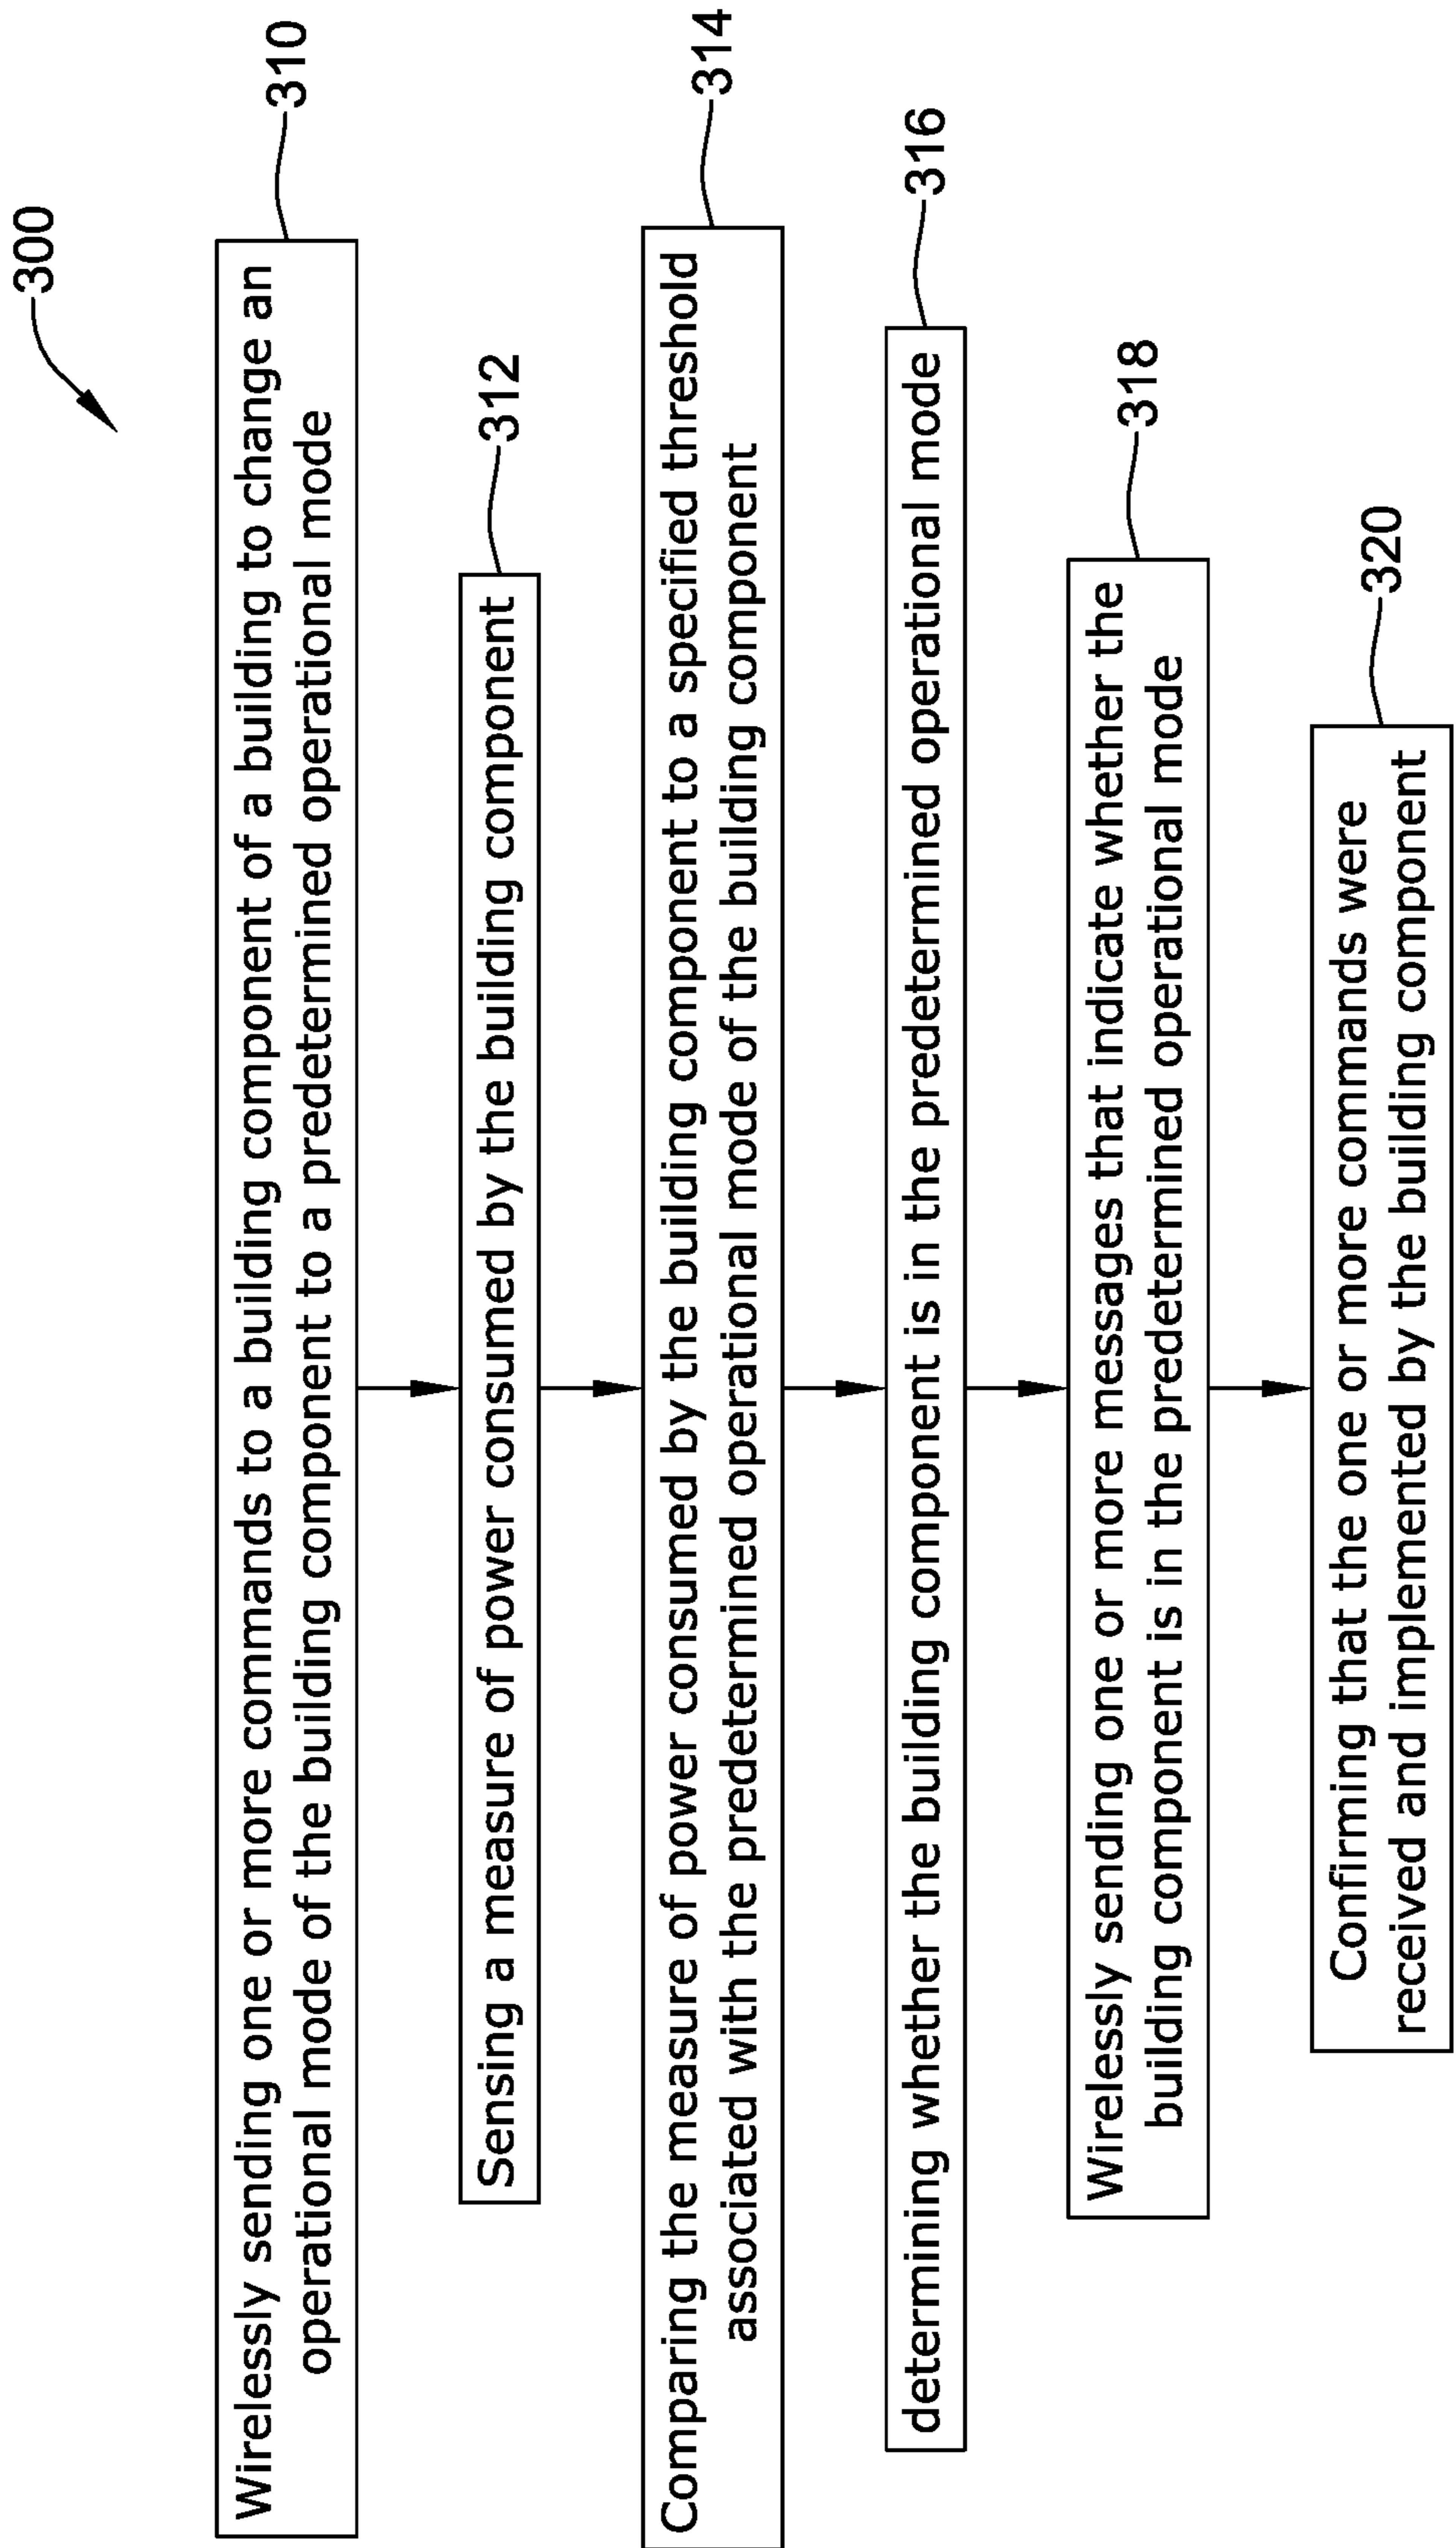 300
Wirelessly sending one or more commands to a building component of a building to change an
operational mode of the building component to a predetermined operational mode
310
Sensing a measure of power consumed by the building component
312
Comparing the measure of power consumed by the building component to a specified threshold
associated with the predetermined operational mode of the building component
314
determining whether the building component is in the predetermined operational mode
316
Wirelessly sending one or more messages that indicate whether the
building component is in the predetermined operational mode
318
Confirming that the one or more commands were
received and implemented by the building component
320